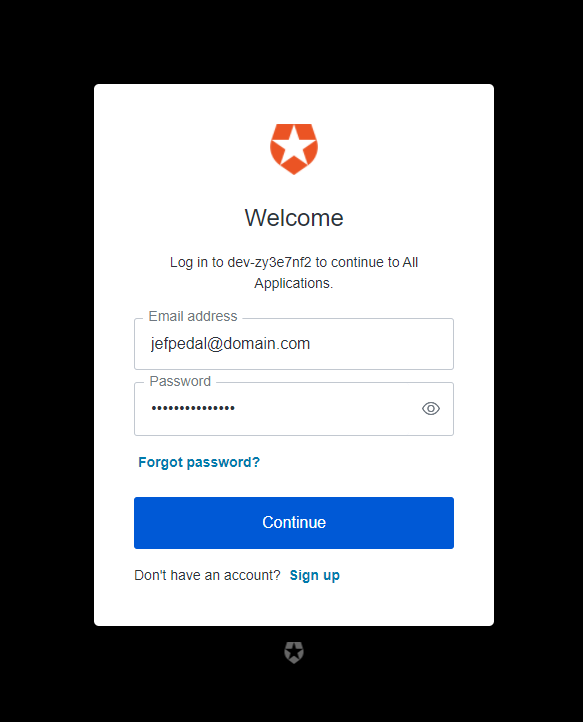 Welcome
Log in to dev-zy3e7nf2 to continue to All
Applications.
Email address
jefpedal@domain.com
Password
•••••••••••••••
Forgot password?
Continue
Don't have an account? Sign up